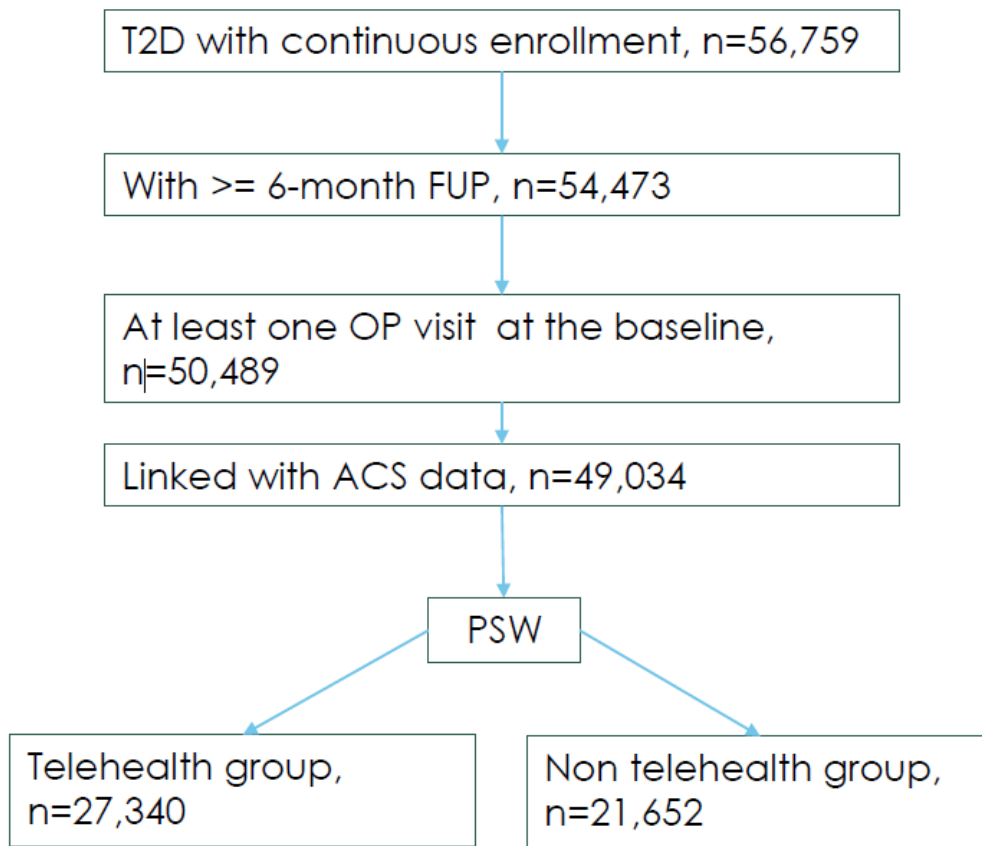 T2D with continuous enrollment, n=56,759
With >= 6-month FUP, n=54,473
At least one OP visit  at the baseline,
n=50,489
Linked with ACS data, n=49,034
PSW
Telehealth group,
n=27,340
Non telehealth group,
n=21,652